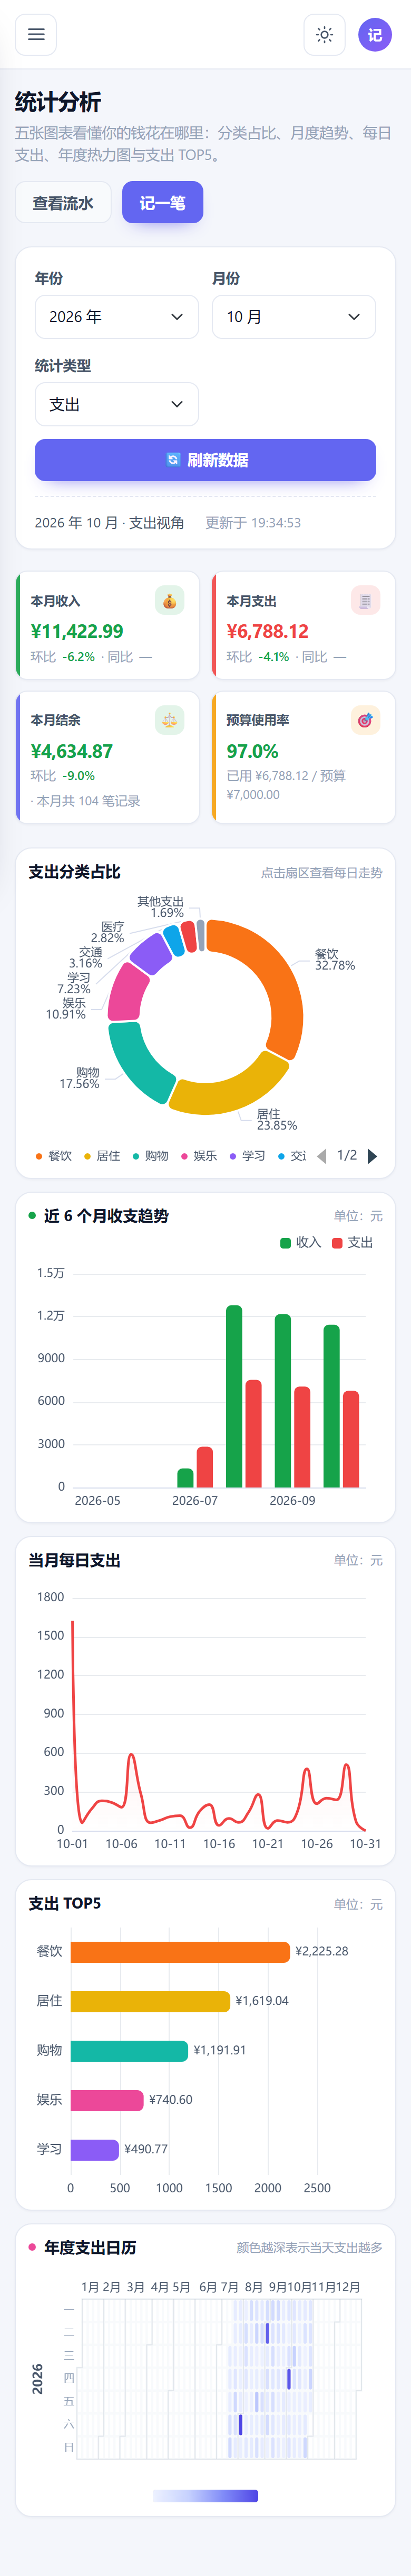 记
统计分析
五张图表看懂你的钱花在哪里：分类占比、月度趋势、每日
支出、年度热力图与支出 TOP5。
查看流水
记一笔
年份
月份
2026 年
10 月
统计类型
支出
刷新数据
2026 年 10 月 · 支出视角
更新于 19:34:53
本月收入
¥11,422.99
环比 -6.2% · 同比 —
本月支出
¥6,788.12
环比 -4.1% · 同比 —
本月结余
¥4,634.87
环比 -9.0%
· 本月共 104 笔记录
预算使用率
97.0%
已用 ¥6,788.12 / 预算
¥7,000.00
支出分类占比
点击扇区查看每日走势
其他支出
1.69%
医疗
2.82%
交通
3.16%
学习
7.23%
娱乐
10.91%
购物
17.56%
餐饮
32.78%
居住
23.85%
餐饮 居住 购物 娱乐 学习 交 1/2
近 6 个月收支趋势
单位：元
收入 支出
1.5万
1.2万
9000
6000
3000
0
2026-05 2026-07 2026-09
当月每日支出
单位：元
1800
1500
1200
900
600
300
0
10-01 10-06 10-11 10-16 10-21 10-26 10-31
支出 TOP5
单位：元
餐饮 ¥2,225.28
居住 ¥1,619.04
购物 ¥1,191.91
娱乐 ¥740.60
学习 ¥490.77
0 500 1000 1500 2000 2500
年度支出日历
颜色越深表示当天支出越多
1月 2月 3月 4月 5月 6月 7月 8月 9月 10月 11月 12月
一
二
三
四
五
六
日
2026